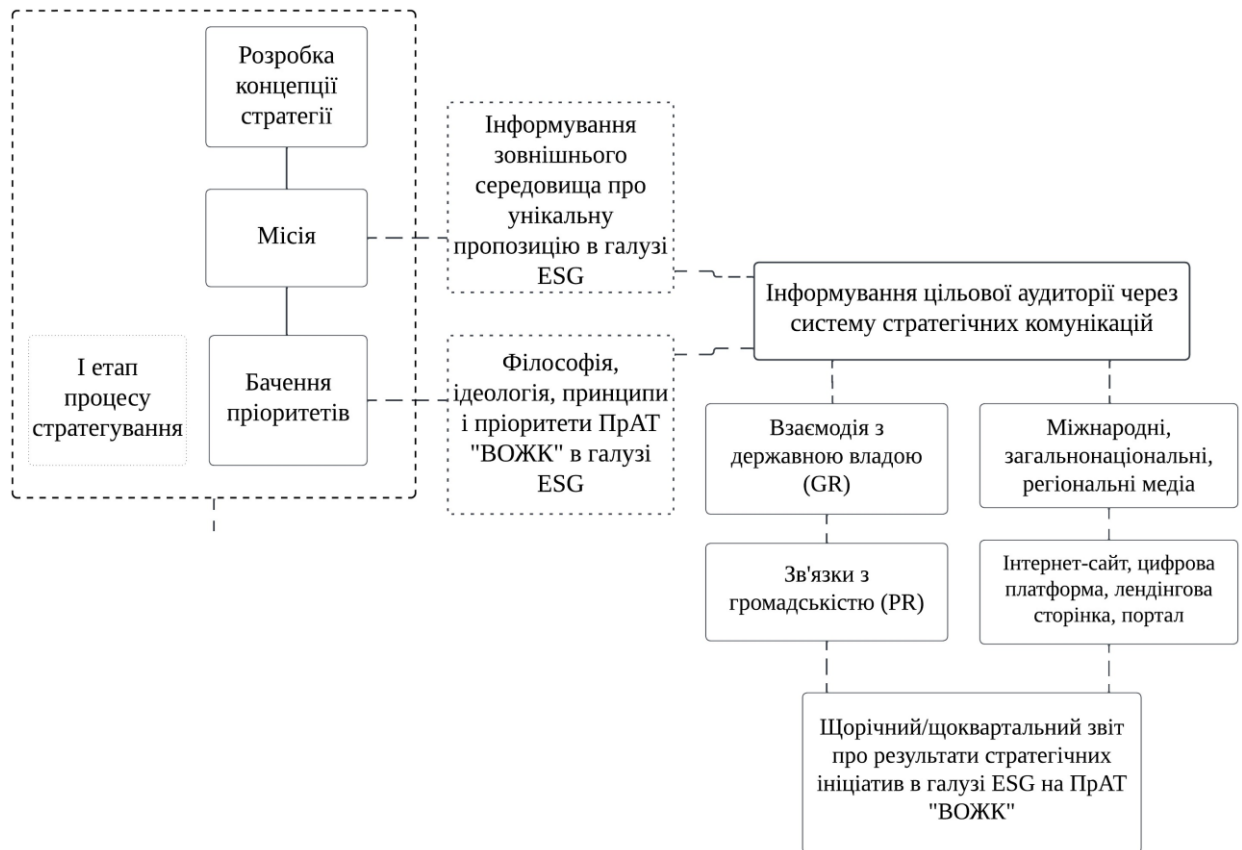 Розробка
концепції
стратегії
Місія
І етап
процесу
стратегування
Бачення
пріоритетів
Інформування
зовнішнього
середовища про
унікальну
пропозицію в галузі
ESG
Філософія,
ідеологія, принципи
і пріоритети ПрАТ
"ВОЖК" в галузі
ESG
Інформування цільової аудиторії через
систему стратегічних комунікацій
Взаємодія з
державною владою
(GR)
Зв'язки з
громадськістю (PR)
Міжнародні,
загальнонаціональні,
регіональні медіа
Інтернет-сайт, цифрова
платформа, лендінгова
сторінка, портал
Щорічний/щоквартальний звіт
про результати стратегічних
ініціатив в галузі ESG на ПрАТ
"ВОЖК"